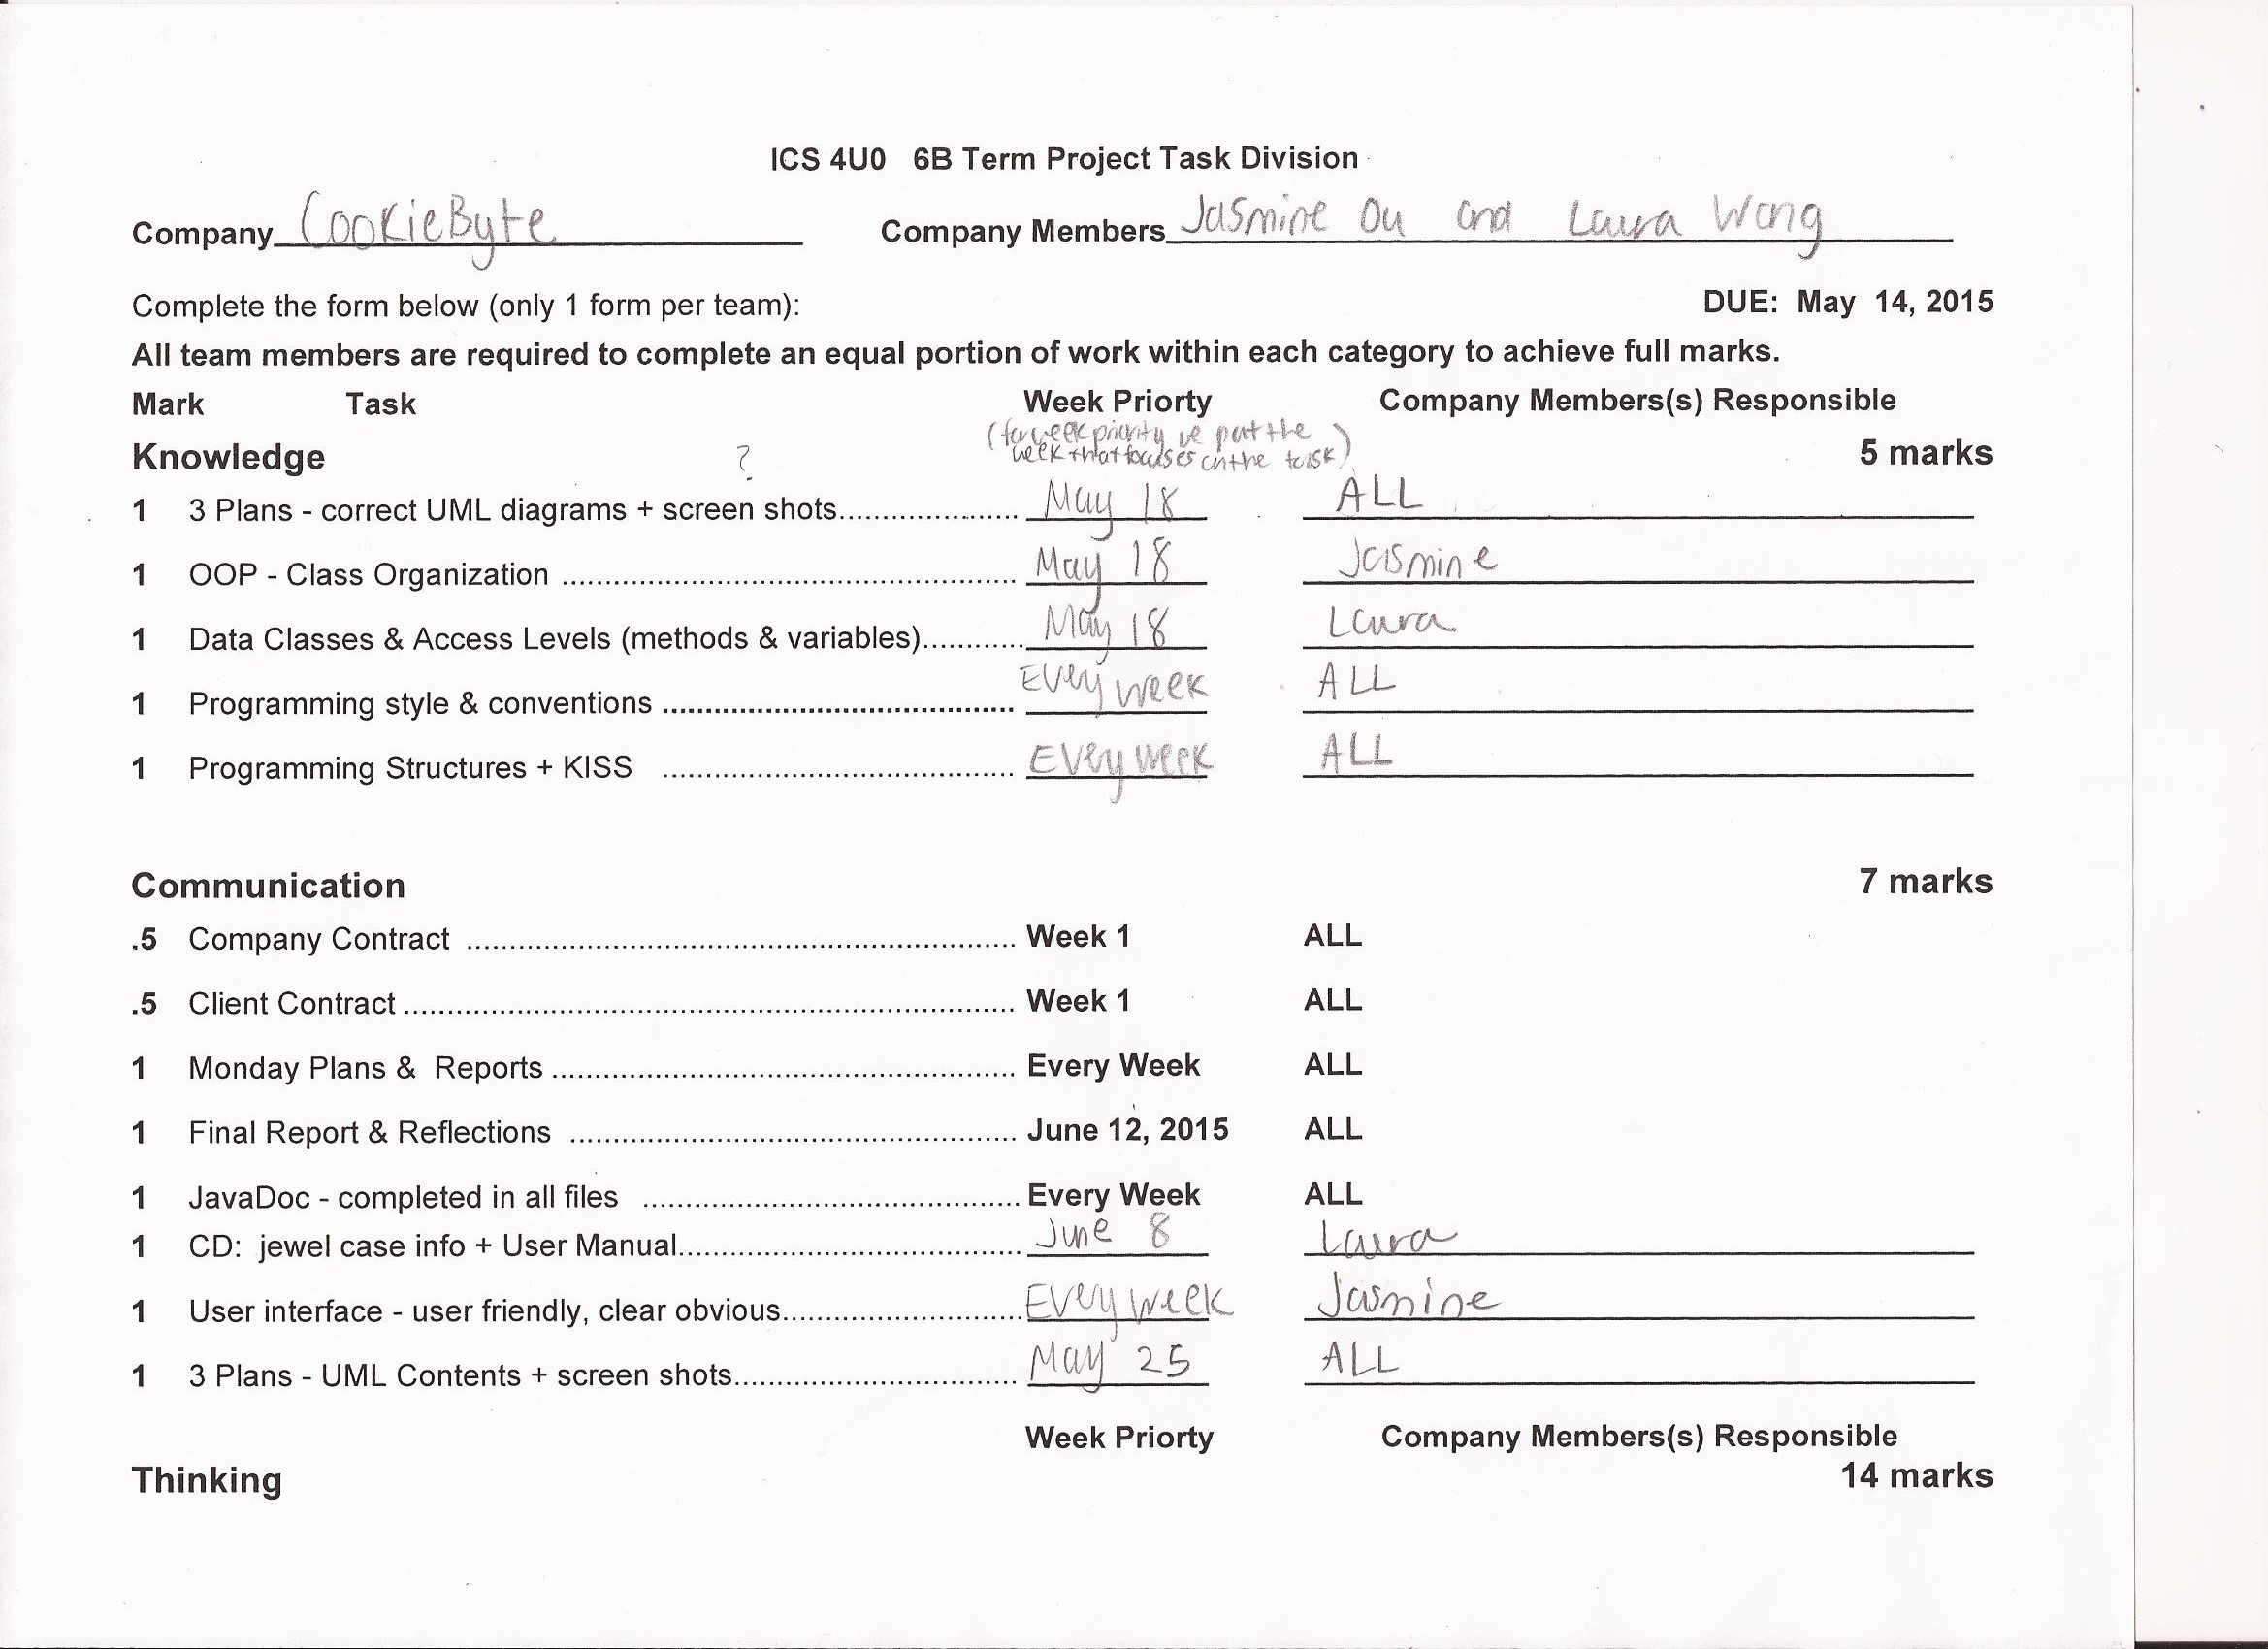 ICS 4U0 6B Term Project Task Division
Company CookieByte Company Members Jasmine Ou and Laura Wang
Complete the form below (only 1 form per team): DUE: May 14, 2015
All team members are required to complete an equal portion of work within each category to achieve full marks.
Mark Task Week Priorty Company Members(s) Responsible
(for week priority we put the
week that focuses on the task)
Knowledge ? 5 marks
1 3 Plans - correct UML diagrams + screen shots.................... May 18 ALL
1 OOP - Class Organization .................................................... May 18 Jasmine
1 Data Classes & Access Levels (methods & variables)............ May 18 Laura
1 Programming style & conventions ........................................ Every week ALL
1 Programming Structures + KISS ........................................ Every week ALL
Communication 7 marks
.5 Company Contract ............................................................... Week 1 ALL
.5 Client Contract ...................................................................... Week 1 ALL
1 Monday Plans & Reports ..................................................... Every Week ALL
1 Final Report & Reflections ................................................... June 12, 2015 ALL
1 JavaDoc - completed in all files ........................................... Every Week ALL
1 CD: jewel case info + User Manual....................................... June 8 Laura
1 User interface - user friendly, clear obvious........................... Every week Jasmine
1 3 Plans - UML Contents + screen shots................................ May 25 ALL
Week Priorty Company Members(s) Responsible
Thinking 14 marks